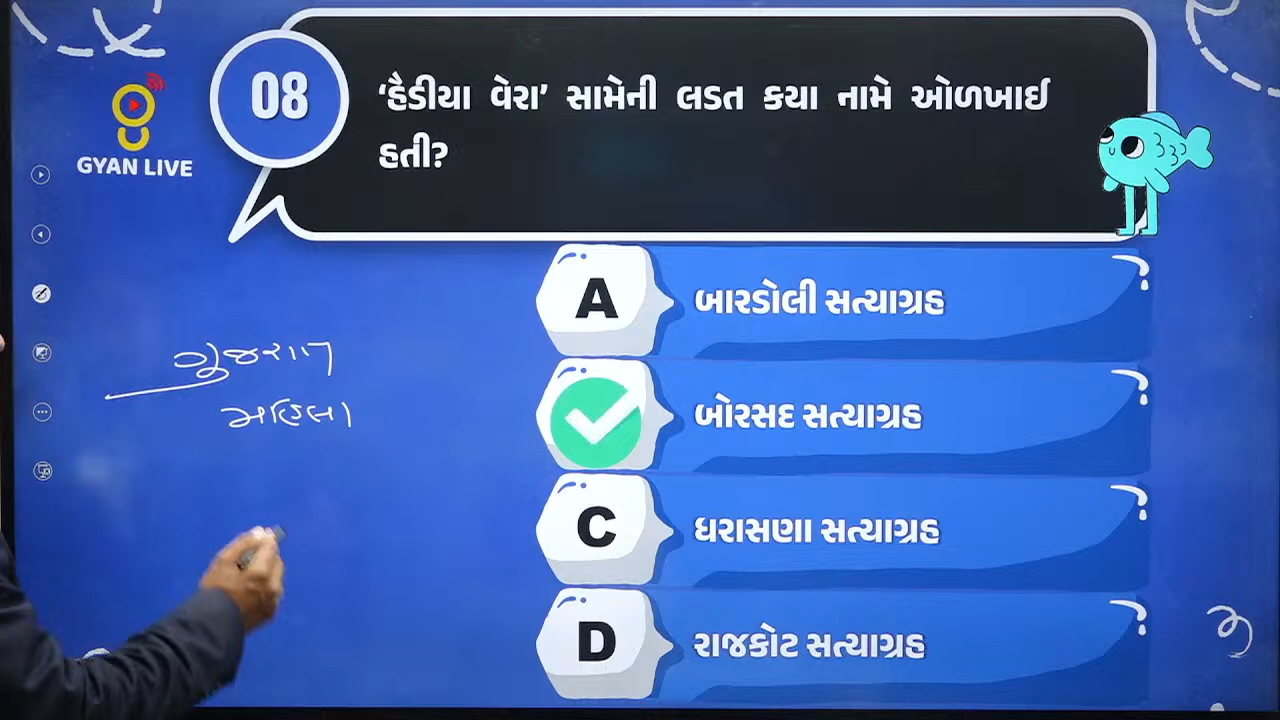 08
‘હૈડીયા વેરા’ સામેની લડત કયા નામે ઓળખાઈ
હતી?
GYAN LIVE
A
બારડોલી સત્યાગ્રહ
બોરસદ સત્યાગ્રહ
C
ધરાસણા સત્યાગ્રહ
D
રાજકોટ સત્યાગ્રહ
ગુજરાત
મહિલા